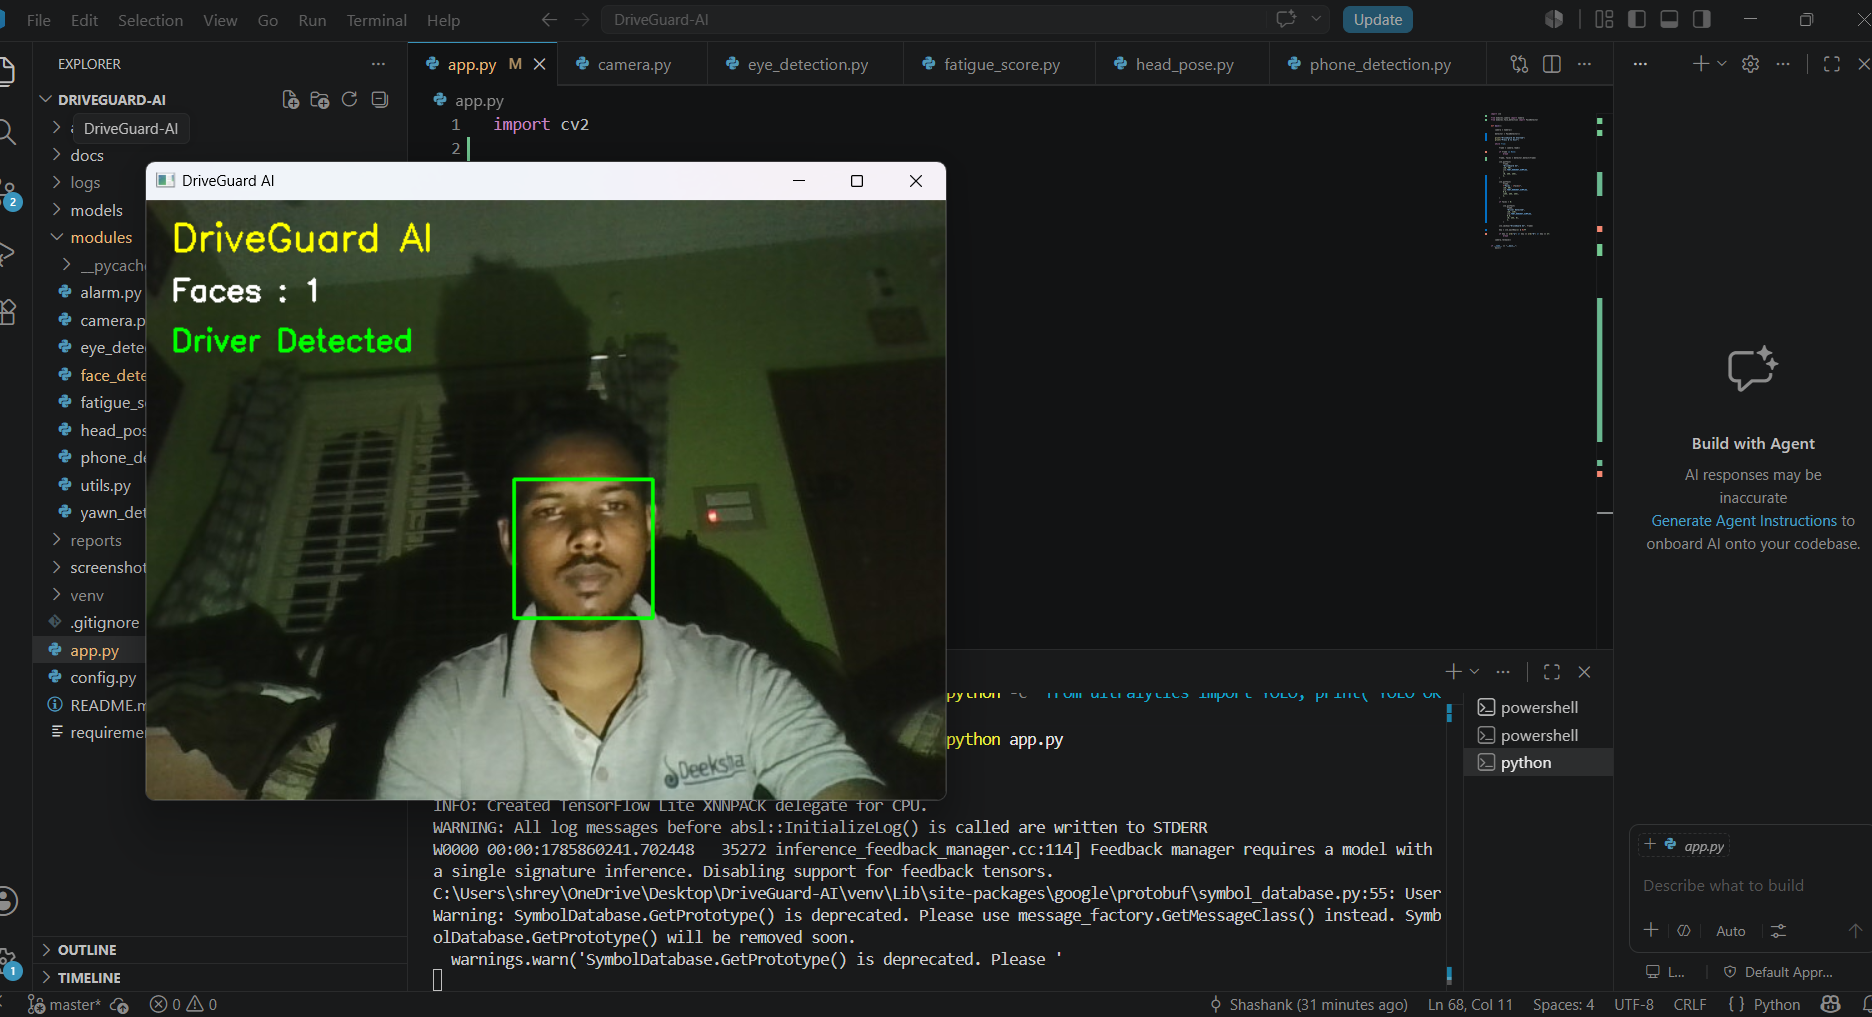 File Edit Selection View Go Run Terminal Help
DriveGuard-AI
Update
EXPLORER
DRIVEGUARD-AI
DriveGuard-AI
docs
logs
models
modules
alarm.py
utils.py
reports
venv
.gitignore
app.py
config.py
OUTLINE
TIMELINE
app.py M
camera.py
eye_detection.py
fatigue_score.py
head_pose.py
phone_detection.py
app.py
1 import cv2
2
DriveGuard AI
DriveGuard AI
Faces : 1
Driver Detected
Deeksha
python app.py
INFO: Created TensorFlow Lite XNNPACK delegate for CPU.
WARNING: All log messages before absl::InitializeLog() is called are written to STDERR
W0000 00:00:1785860241.702448 35272 inference_feedback_manager.cc:114] Feedback manager requires a model with
a single signature inference. Disabling support for feedback tensors.
C:\Users\shrey\OneDrive\Desktop\DriveGuard-AI\venv\Lib\site-packages\google\protobuf\symbol_database.py:55: User
Warning: SymbolDatabase.GetPrototype() is deprecated. Please use message_factory.GetMessageClass() instead. Symb
olDatabase.GetPrototype() will be removed soon.
warnings.warn('SymbolDatabase.GetPrototype() is deprecated. Please '
powershell
powershell
python
Build with Agent
AI responses may be
inaccurate
Generate Agent Instructions to
onboard AI onto your codebase.
app.py
Describe what to build
Auto
L...
Default Appr...
2
1
master*
0 0
Shashank (31 minutes ago)
Ln 68, Col 11
Spaces: 4
UTF-8
CRLF
{ } Python